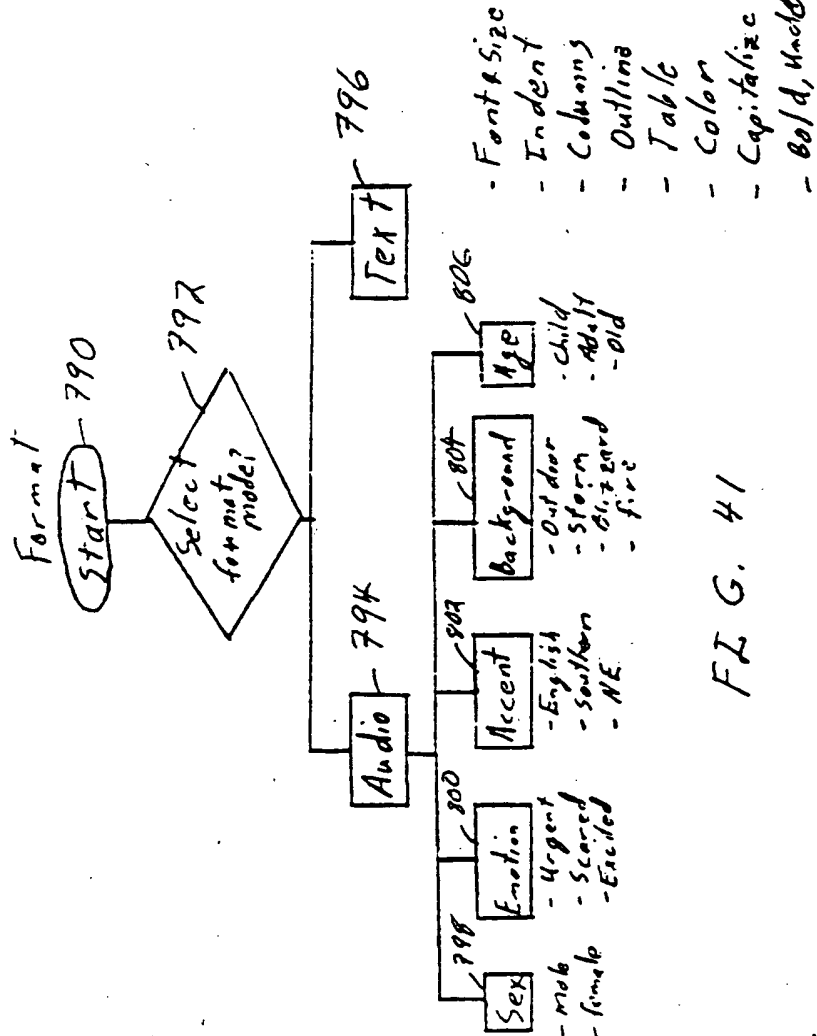 Format
Start
790
Select
format
mode?
792
Audio
794
Text
796
Sex
798
- male
- female
Emotion
800
- Urgent
- Scared
- Excited
Accent
802
- English
- Southern
- NE
Background
804
- Outdoor
- Storm
- Blizzard
- fire
Age
806
- Child
- Adult
- Old
- Font & Size
- Indent
- Columns
- Outline
- Table
- Color
- Capitalize
- Bold,
FIG. 41